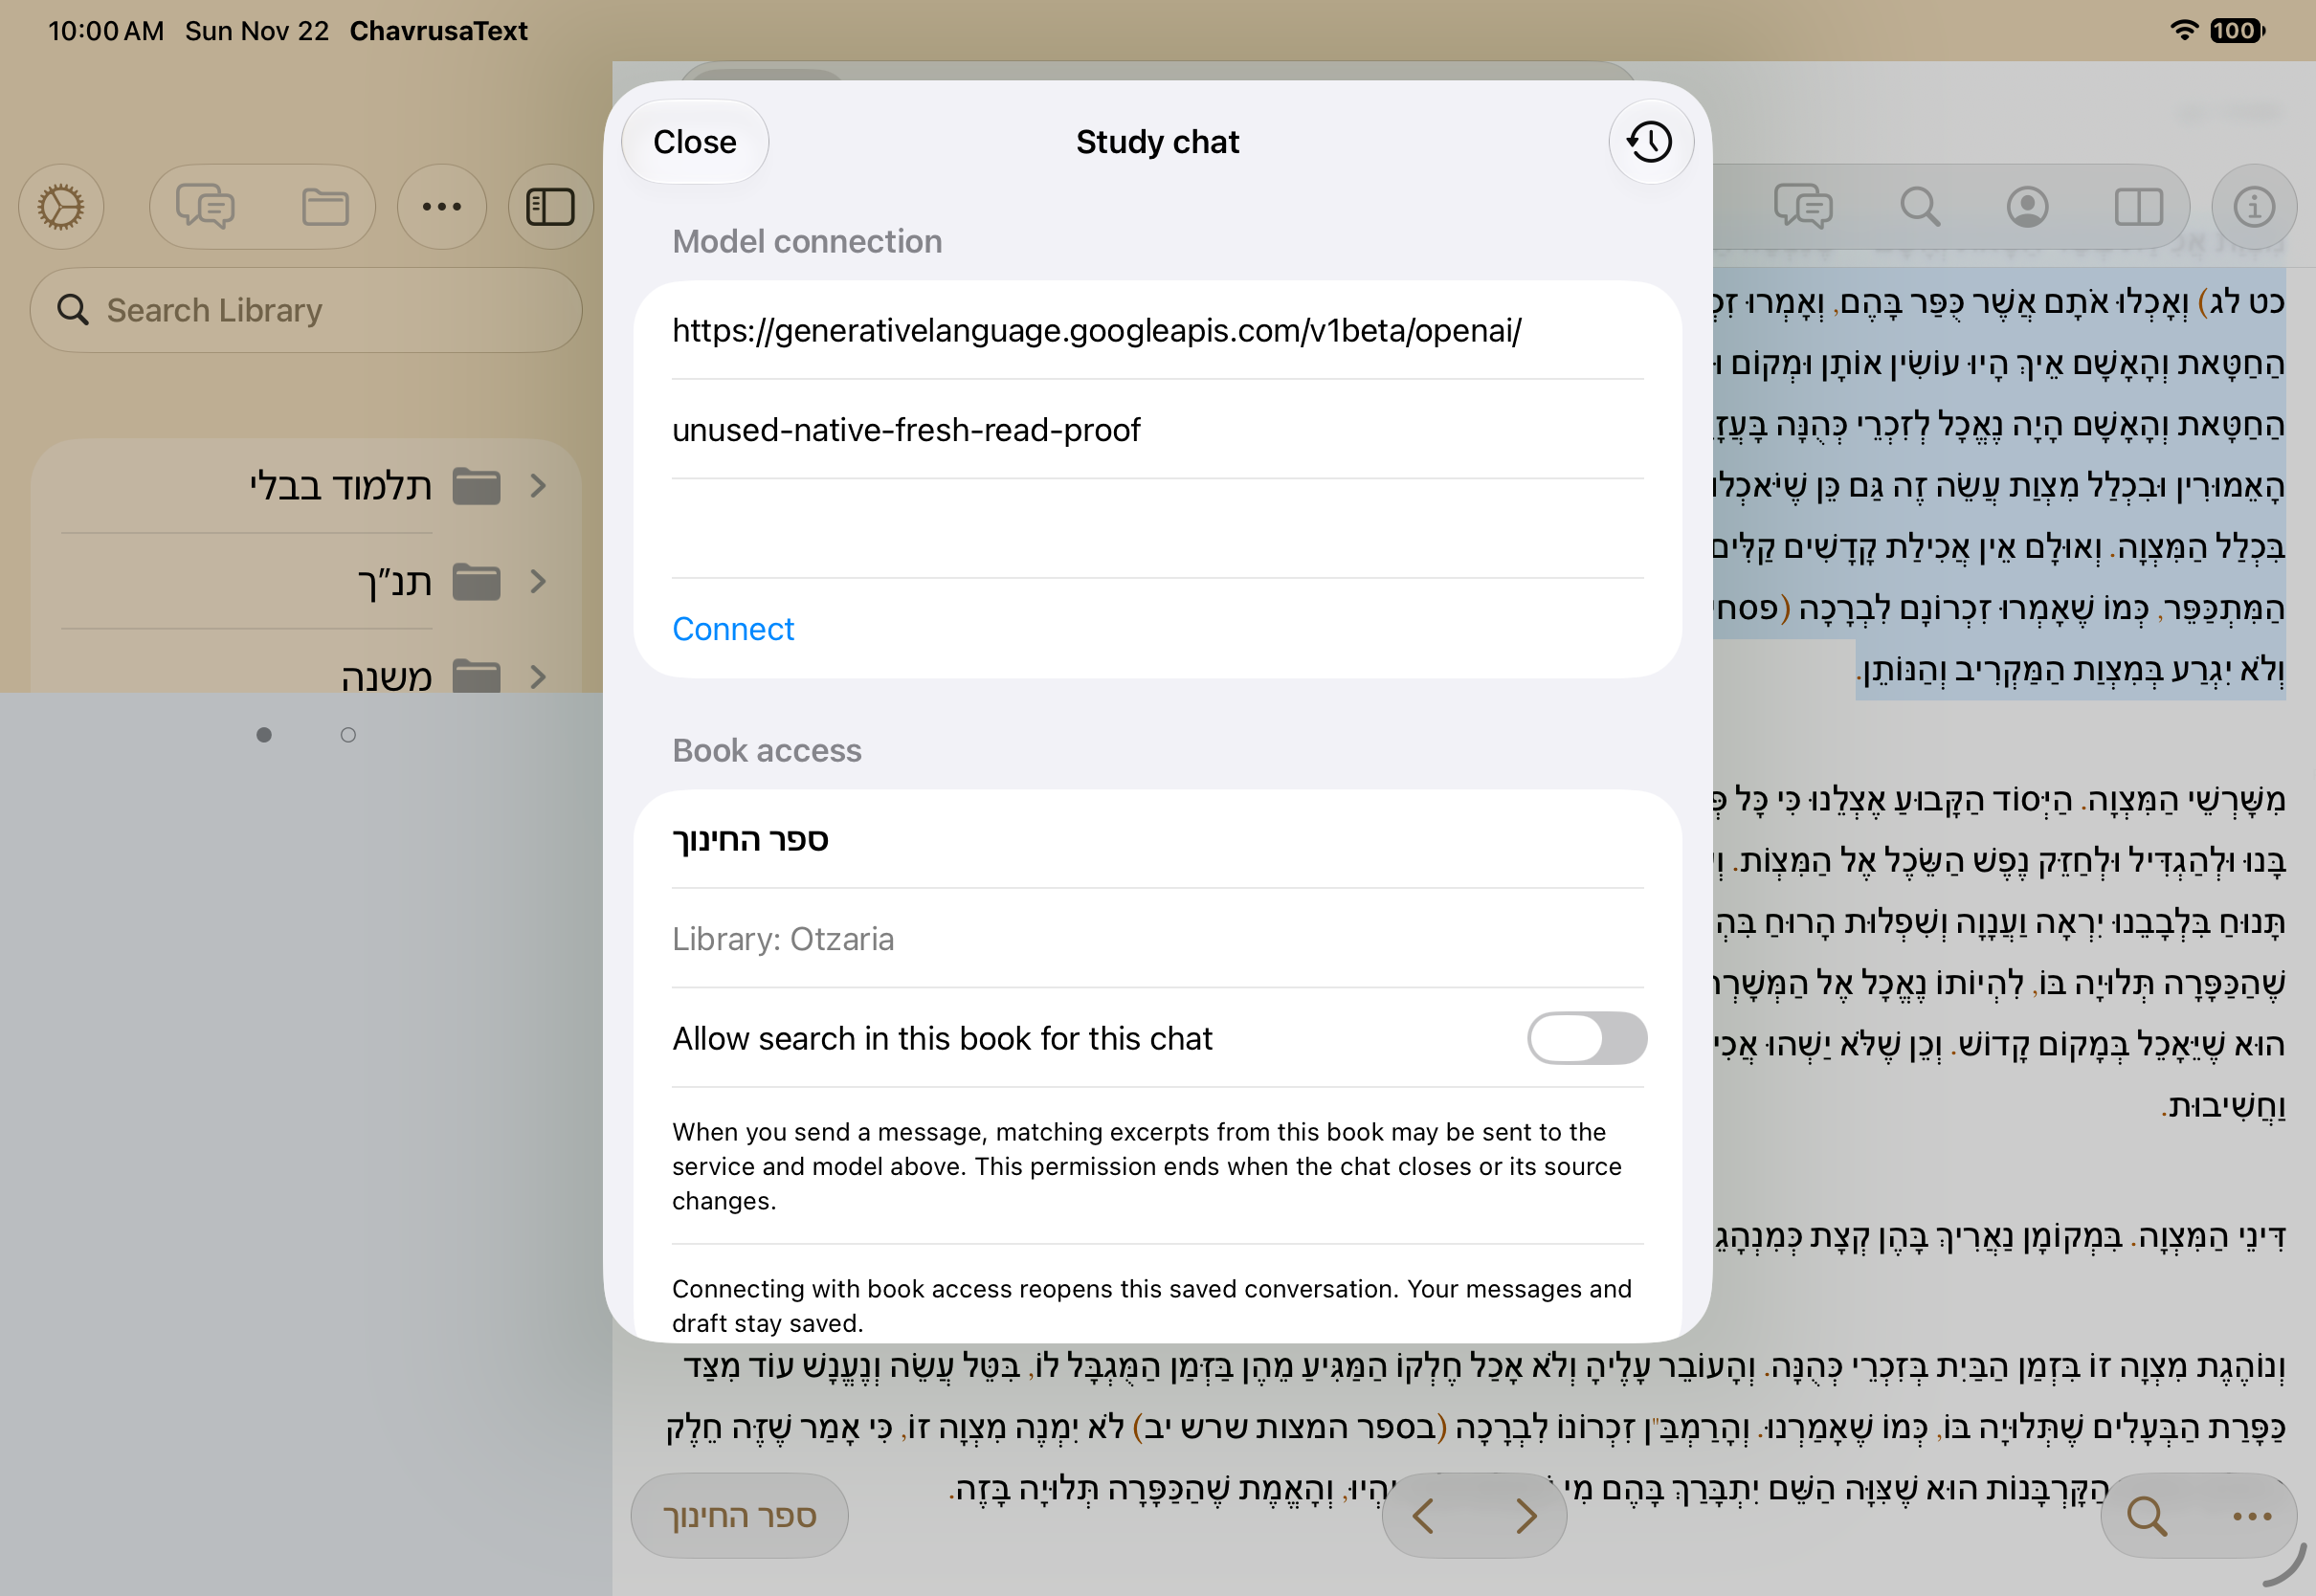 10:00 AM Sun Nov 22 ChavrusaText
100
Close
Study chat
Search Library
תלמוד בבלי
תנ״ך
משנה
Model connection
https://generativelanguage.googleapis.com/v1beta/openai/
unused-native-fresh-read-proof
Connect
Book access
ספר החינוך
Library: Otzaria
Allow search in this book for this chat
When you send a message, matching excerpts from this book may be sent to the
service and model above. This permission ends when the chat closes or its source
changes.
Connecting with book access reopens this saved conversation. Your messages and
draft stay saved.
כט לג) וְאָכְלוּ אֹתָם אֲשֶׁר כֻּפַּר בָּהֶם, וְאָמְרוּ
הַחַטָּאת וְהָאָשָׁם אֵיךְ הָיוּ עוֹשִׂין אוֹתָן וּמְקוֹם
הַחַטָּאת וְהָאָשָׁם הָיָה נֶאֱכָל לְזִכְרֵי כְּהֻנָּה
הָאֵמוּרִין וּבִכְלַל מִצְוַת עֲשֵׂה זֶה גַּם כֵּן שֶׁיֹּאכְלוּ
בִּכְלַל הַמִּצְוָה. וְאוּלָם אֵין אֲכִילַת קָדָשִׁים קַלִּים
הַמִּתְכַּפֵּר, כְּמוֹ שֶׁאָמְרוּ זִכְרוֹנָם לִבְרָכָה
וְלֹא יִגְרַע בְּמִצְוַת הַמַּקְרִיב וְהַנּוֹתֵן.
מִשָּׁרְשֵׁי הַמִּצְוָה. הַיְּסוֹד הַקָּבוּעַ אֶצְלֵנוּ כִּי כָּל
בָּנוּ וּלְהַגְדִּיל וּלְחַזֵּק נֶפֶשׁ הַשֵּׂכֶל אֶל הַמִּצְוֹת.
תָּנוּחַ בִּלְבָבֵנוּ יִרְאָה וַעֲנָוָה וְשִׁפְלוּת הָרוּחַ
שֶׁהַכַּפָּרָה תְּלוּיָה בּוֹ, לִהְיוֹתוֹ נֶאֱכָל אֶל
הוּא שֶׁיֵּאָכֵל בְּמָקוֹם קָדוֹשׁ. וְכֵן שֶׁלֹּא יַשְׁהוּ
וַחֲשִׁיבוּת.
דִּינֵי הַמִּצְוָה. בִּמְקוֹמָן נַאֲרִיךְ בָּהֶן קְצָת
וְנוֹהֶגֶת מִצְוָה זוֹ בִּזְמַן הַבַּיִת בְּזִכְרֵי כְּהֻנָּה. וְהָעוֹבֵר עָלֶיהָ וְלֹא אָכַל חֶלְקוֹ הַמַּגִּיעַ מֵהֶן בַּזְּמַן הַמֻּגְבָּל לוֹ, בִּטֵּל עֲשֵׂה וְנֶעֱנָשׁ עוֹד מִצַּד
כַּפָּרַת הַבְּעָלִים שֶׁתְּלוּיָה בּוֹ, כְּמוֹ שֶׁאָמַרְנוּ. וְהָרַמְבַּ"ן זִכְרוֹנוֹ לִבְרָכָה (בספר המצות שרש יב) לֹא יִמְנֶה מִצְוָה זוֹ, כִּי אָמַר שֶׁזֶּה חֵלֶק
הַקָּרְבָּנוֹת הוּא שֶׁצִּוָּה הַשֵּׁם יִתְבָּרַךְ בָּהֶם מִי וְהָאֱמֶת שֶׁהַכַּפָּרָה תְּלוּיָה בָּזֶה.
ספר החינוך